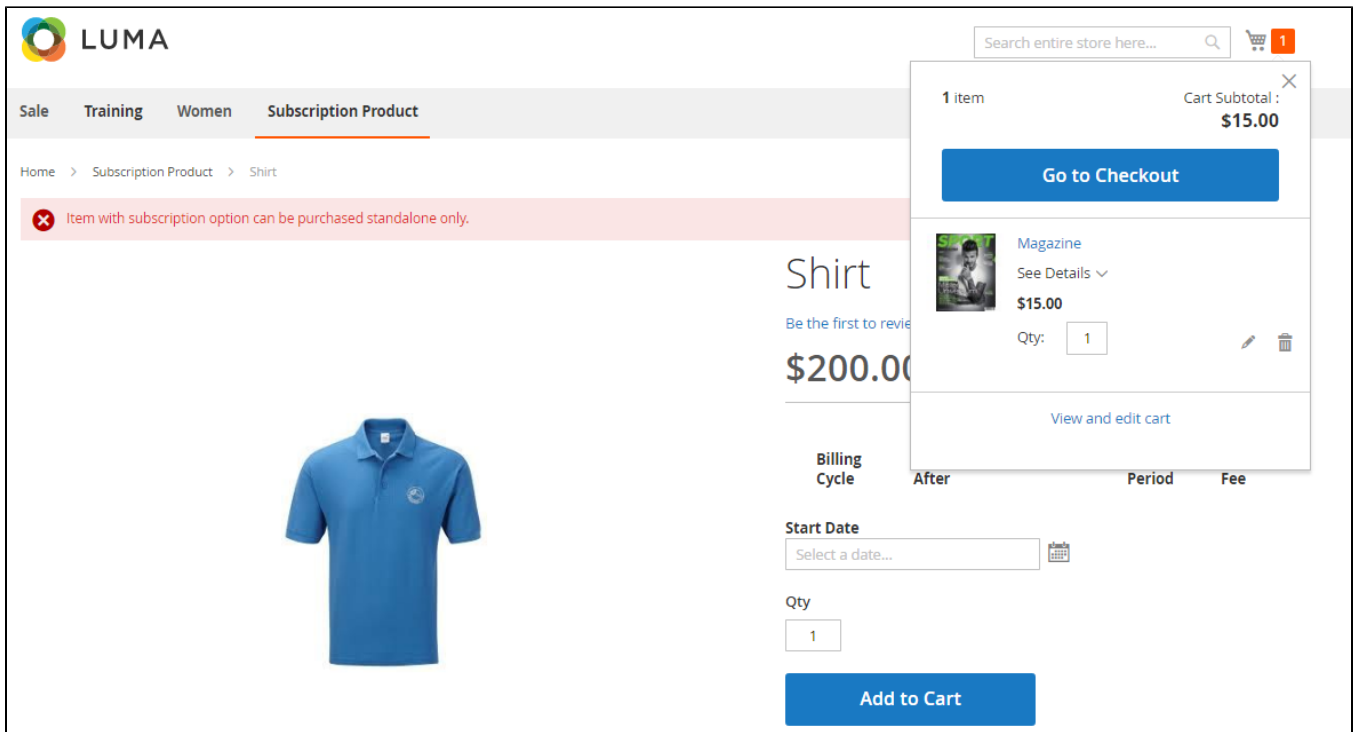 LUMA
Search entire store here...
1
Sale Training Women Subscription Product
Home > Subscription Product > Shirt
Item with subscription option can be purchased standalone only.
1 item
Cart Subtotal :
$15.00
Go to Checkout
SPORT
Magazine
See Details
$15.00
Qty: 1
View and edit cart
Shirt
Be the first to revie
$200.00
Billing
Cycle After Period Fee
Start Date
Select a date...
Qty
1
Add to Cart